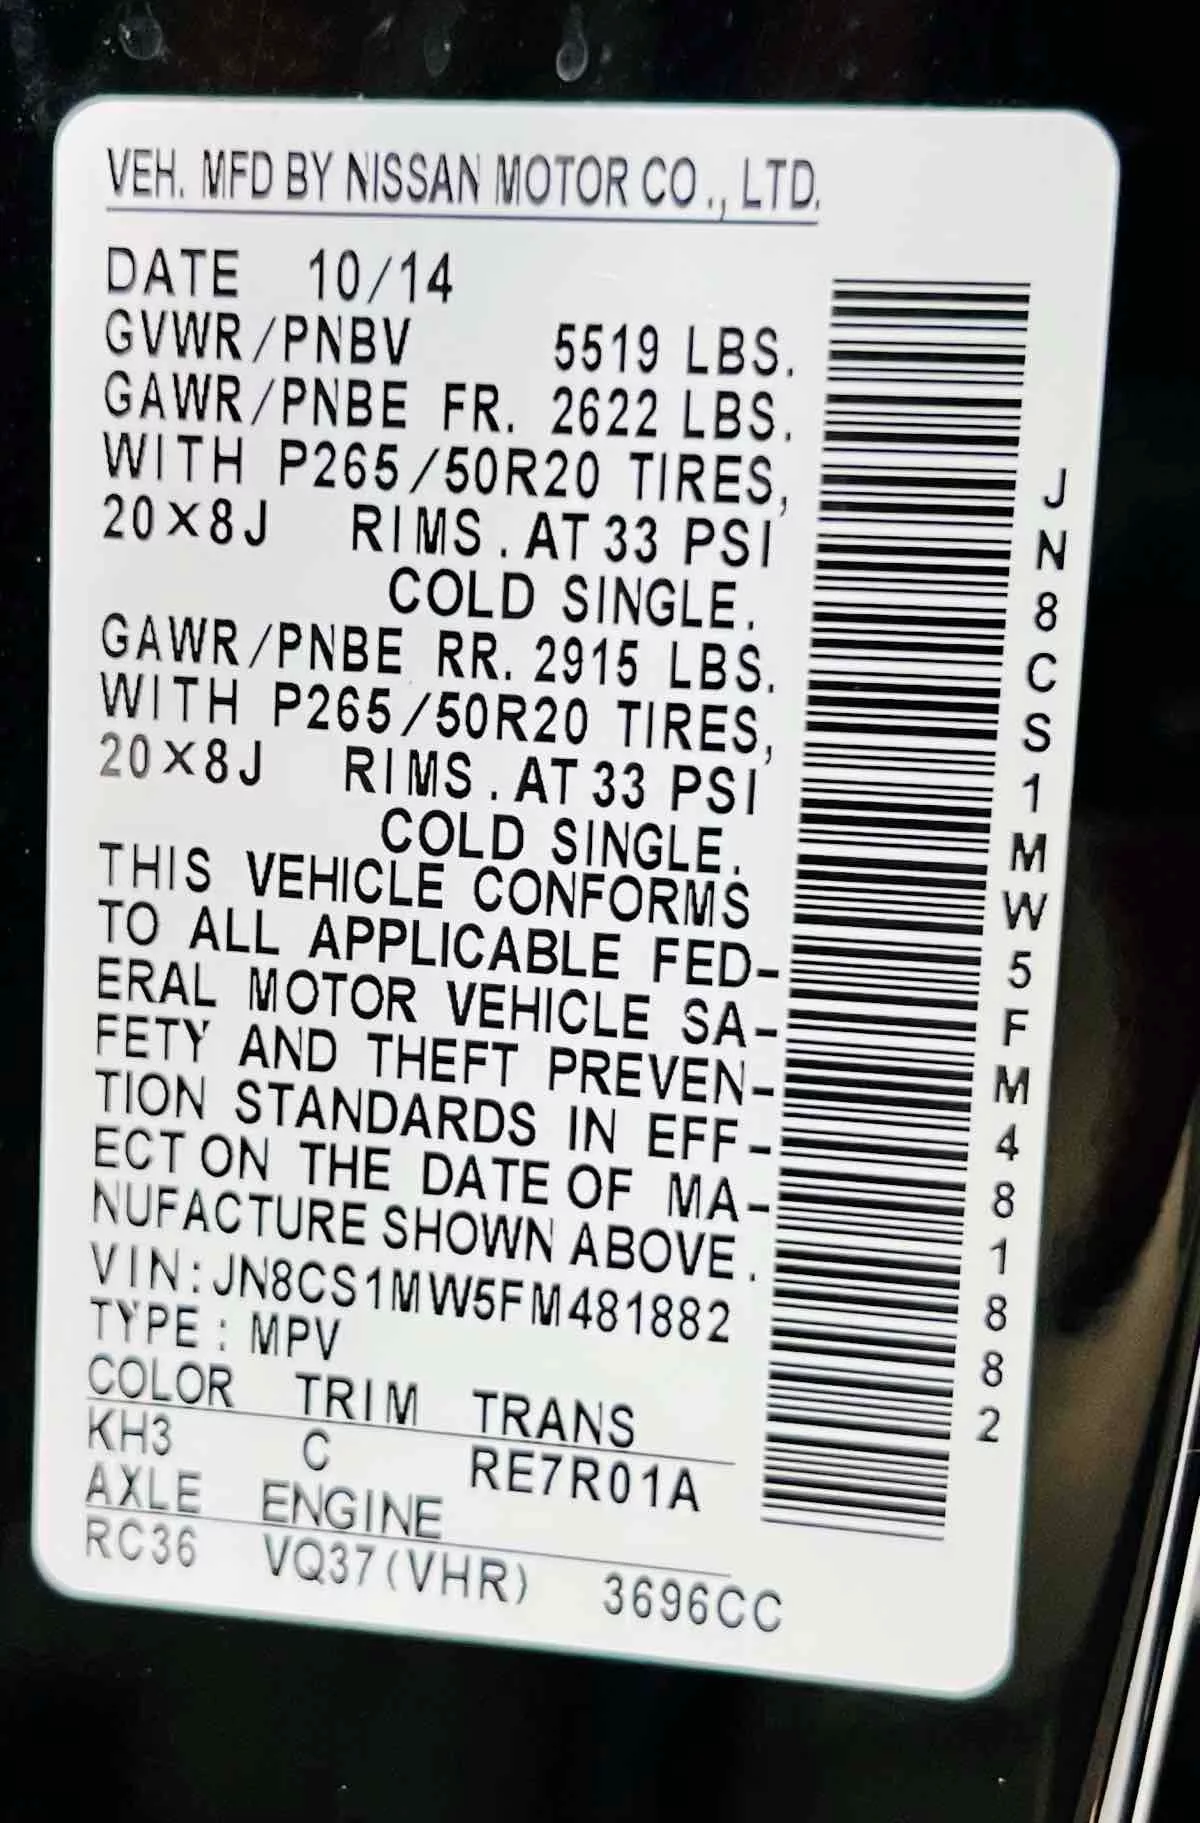 VEH. MFD BY NISSAN MOTOR CO., LTD.
DATE 10/14
GVWR/PNBV 5519 LBS.
GAWR/PNBE FR. 2622 LBS.
WITH P265/50R20 TIRES,
20×8J RIMS. AT 33 PSI
COLD SINGLE.
GAWR/PNBE RR. 2915 LBS.
WITH P265/50R20 TIRES,
20×8J RIMS. AT 33 PSI
COLD SINGLE.
THIS VEHICLE CONFORMS
TO ALL APPLICABLE FED-
ERAL MOTOR VEHICLE SA-
FETY AND THEFT PREVEN-
TION STANDARDS IN EFF-
ECT ON THE DATE OF MA-
NUFACTURE SHOWN ABOVE.
VIN:JN8CS1MW5FM481882
TYPE: MPV
COLOR TRIM TRANS
KH3 C RE7R01A
AXLE ENGINE
RC36 VQ37(VHR) 3696CC
JN8CS1MW5FM481882